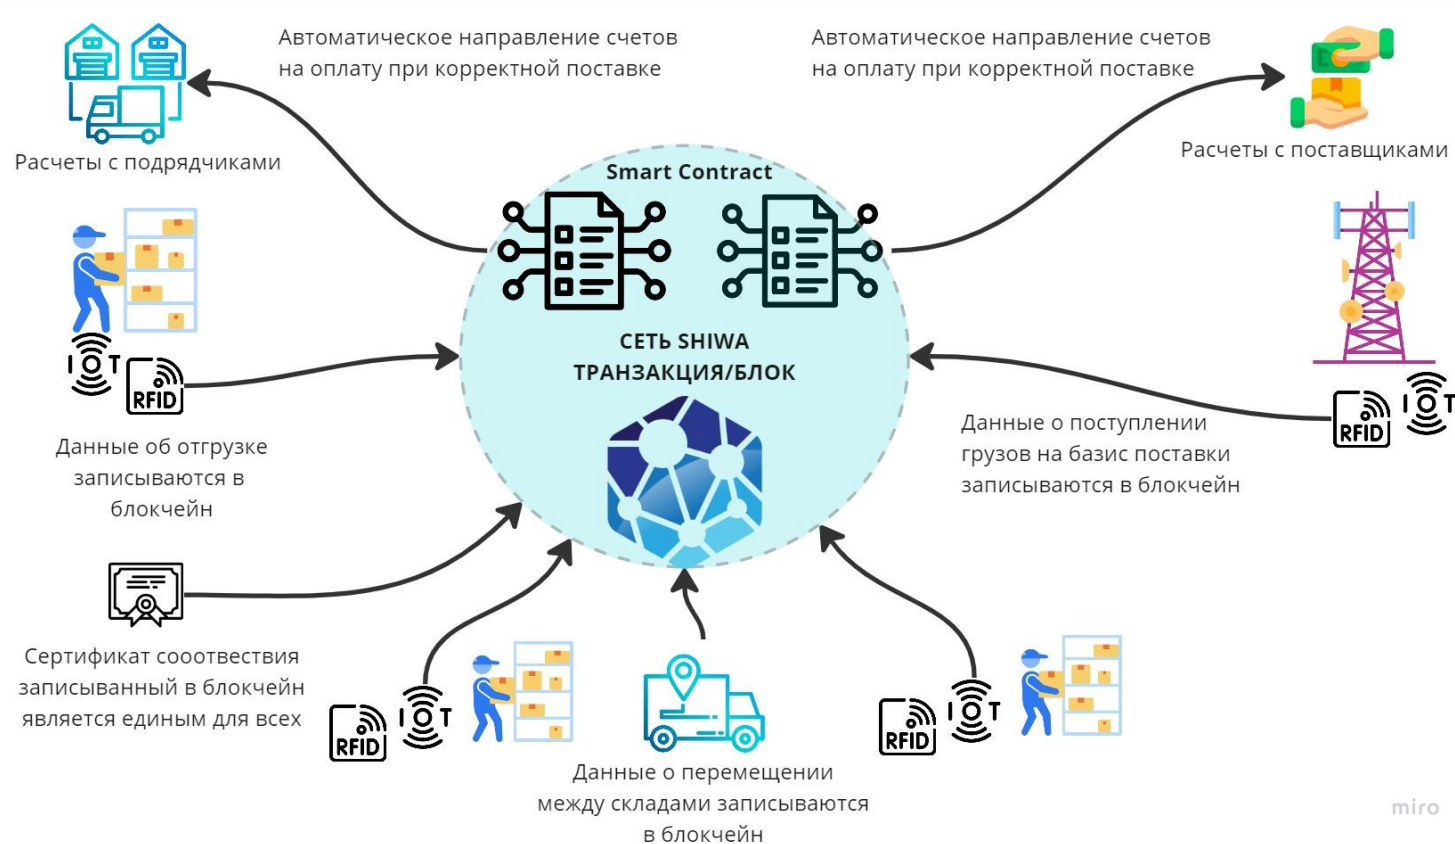 Автоматическое направление счетов
на оплату при корректной поставке
Автоматическое направление счетов
на оплату при корректной поставке
Расчеты с подрядчиками
Расчеты с поставщиками
Smart Contract
СЕТЬ SHIWA
ТРАНЗАКЦИЯ/БЛОК
IOT
RFID
Данные об отгрузке
записываются в
блокчейн
RFID
IOT
Данные о поступлении
грузов на базис поставки
записываются в блокчейн
Сертификат сооотвествия
записыванный в блокчейн
является единым для всех
RFID
IOT
Данные о перемещении
между складами записываются
в блокчейн
RFID
IOT
miro